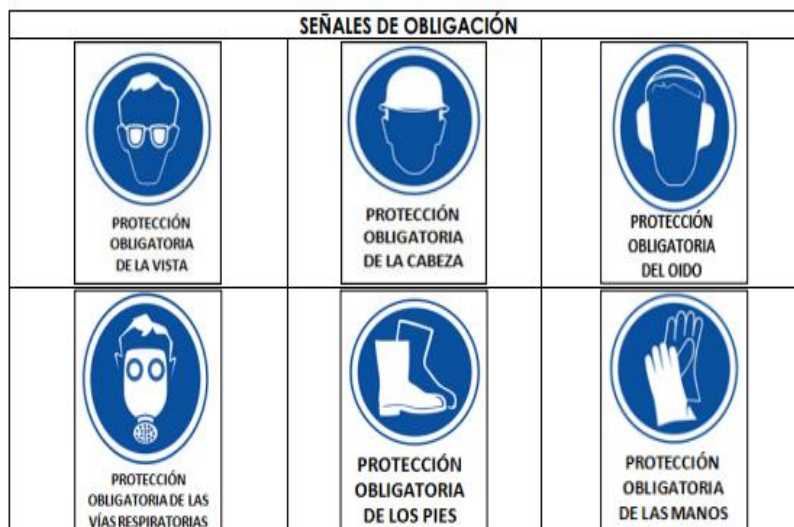 SEÑALES DE OBLIGACIÓN
PROTECCIÓN
OBLIGATORIA
DE LA VISTA
PROTECCIÓN
OBLIGATORIA
DE LA CABEZA
PROTECCIÓN
OBLIGATORIA
DEL OIDO
PROTECCIÓN
OBLIGATORIA DE LAS
VÍAS RESPIRATORIAS
PROTECCIÓN
OBLIGATORIA
DE LOS PIES
PROTECCIÓN
OBLIGATORIA
DE LAS MANOS